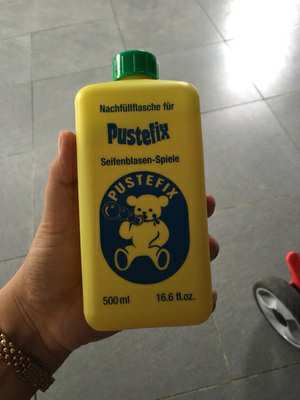 Nachfüllflasche für
Pustefix
Seifenblasen-Spiele
PUSTEFIX
500 ml 16.6 fl.oz.